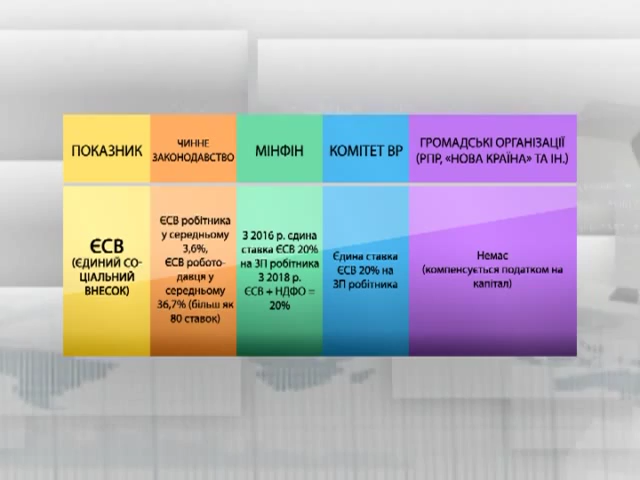 ПОКАЗНИК
ЧИННЕ
ЗАКОНОДАВСТВО
МІНФІН
КОМІТЕТ ВР
ГРОМАДСЬКІ ОРГАНІЗАЦІЇ
(РПР, «НОВА КРАЇНА» ТА ІН.)
ЄСВ
(ЄДИНИЙ СО-
ЦІАЛЬНИЙ
ВНЕСОК)
ЄСВ робітника
у середньому
3,6%,
ЄСВ робото-
давця у
середньому
36,7% (більш як
80 ставок)
З 2016 р. єдина
ставка ЄСВ 20%
на ЗП робітника
З 2018 р.
ЄСВ + НДФО =
20%
Єдина ставка
ЄСВ 20% на
ЗП робітника
Немає
(компенсується податком на
капітал)